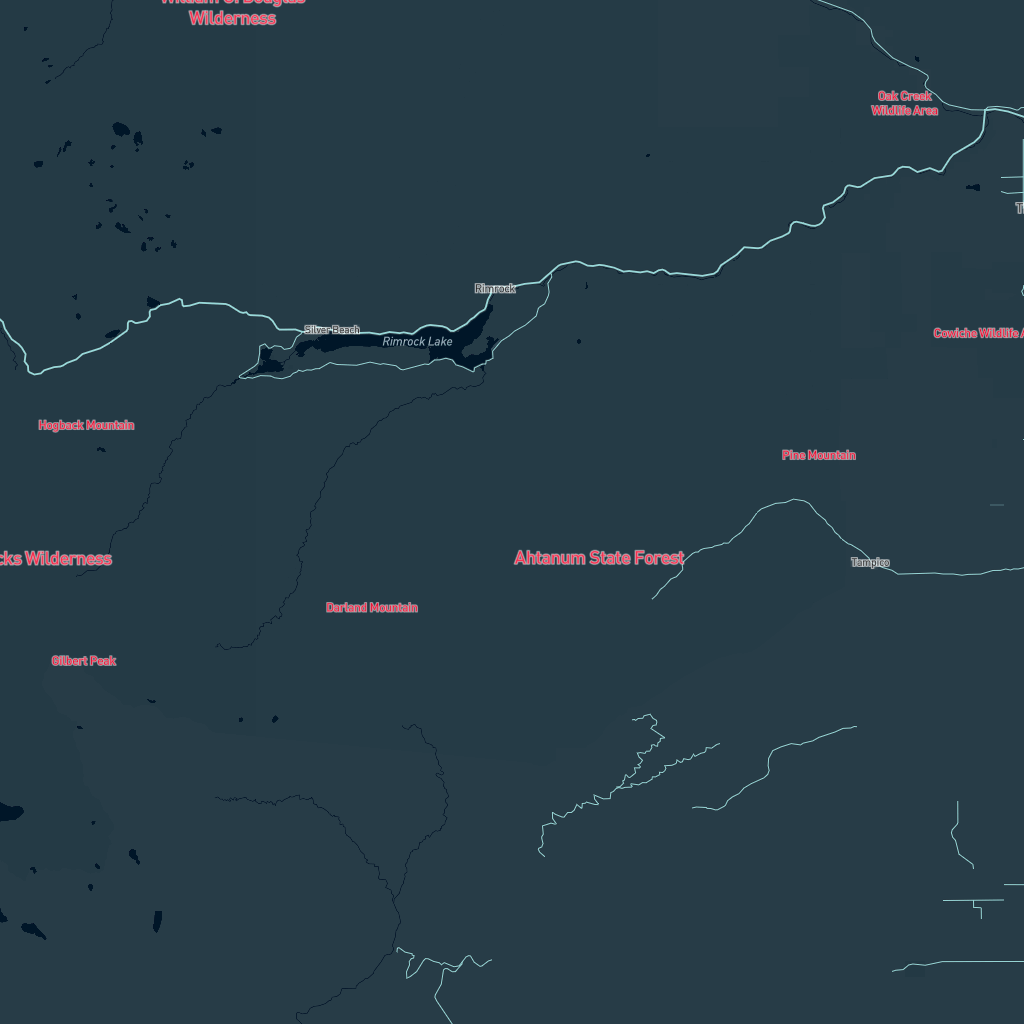 Wilderness
Oak Creek
Wildlife Area
Rimrock
Silver Beach
Rimrock Lake
Cowiche Wildlife
Hogback Mountain
Pine Mountain
Wilderness
Ahtanum State Forest
Tampico
Darland Mountain
Gilbert Peak